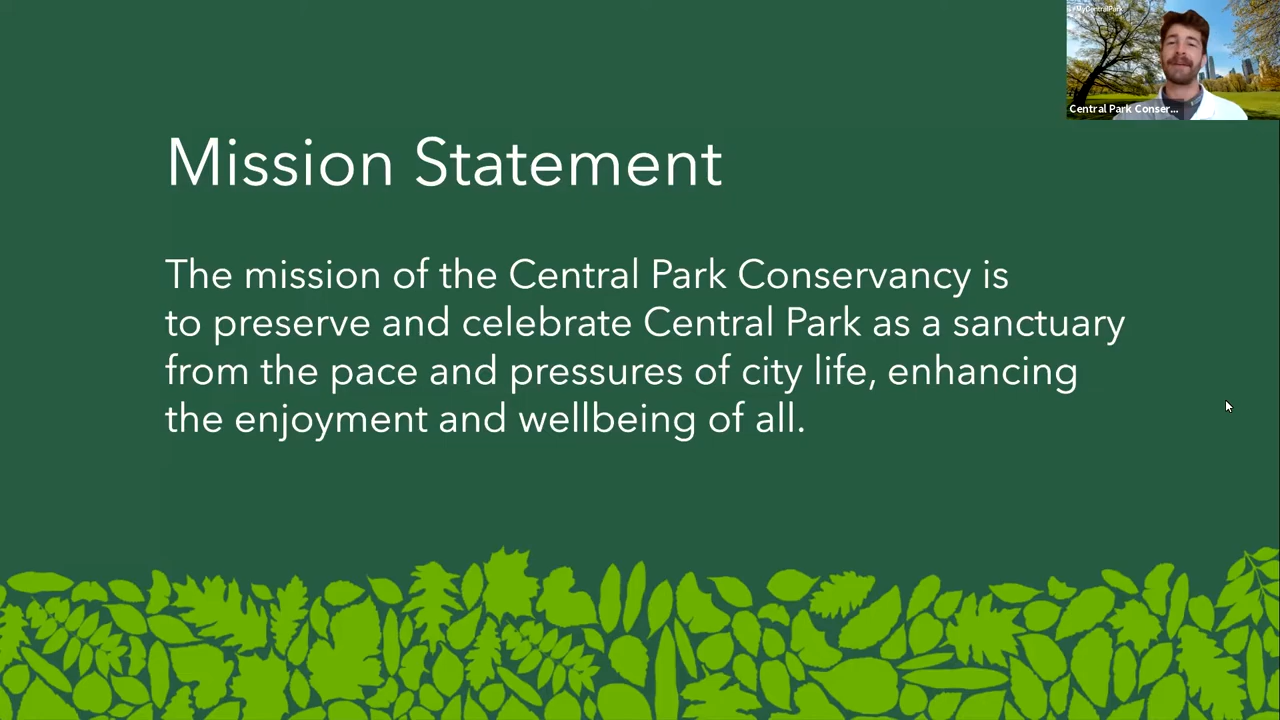 #MyCentralPark
Central Park Conser...
Mission Statement
The mission of the Central Park Conservancy is
to preserve and celebrate Central Park as a sanctuary
from the pace and pressures of city life, enhancing
the enjoyment and wellbeing of all.